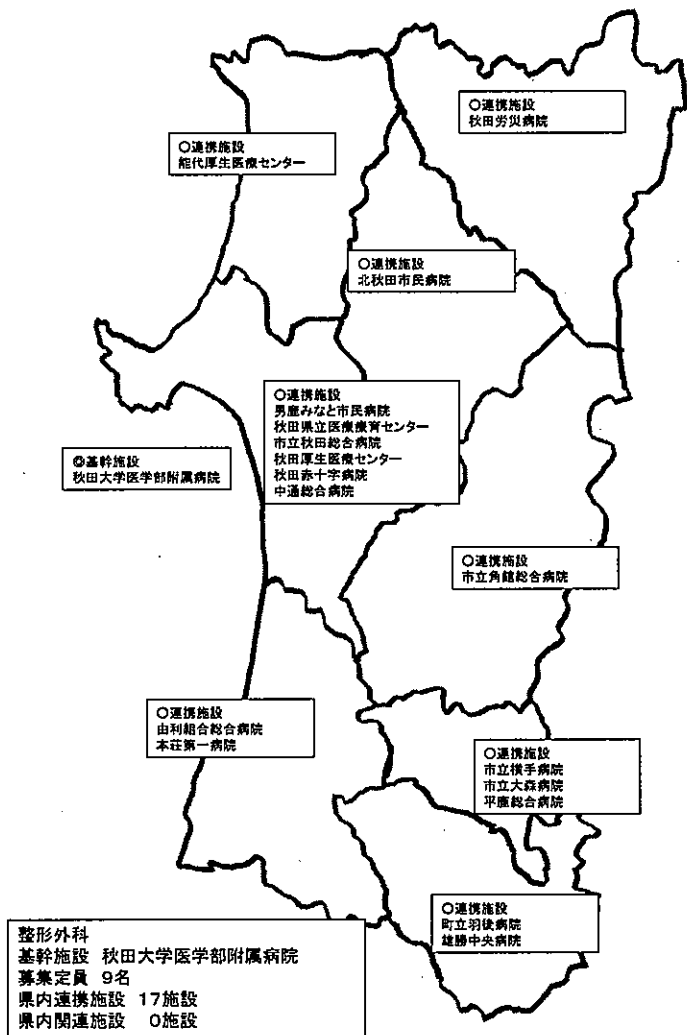 ○連携施設
秋田労災病院
○連携施設
能代厚生医療センター
○連携施設
北秋田市民病院
○連携施設
男鹿みなと市民病院
秋田県立医療療育センター
市立秋田総合病院
秋田厚生医療センター
秋田赤十字病院
中通総合病院
◎基幹施設
秋田大学医学部附属病院
○連携施設
市立角館総合病院
○連携施設
由利組合総合病院
本荘第一病院
○連携施設
市立横手病院
市立大森病院
平鹿総合病院
○連携施設
町立羽後病院
雄勝中央病院
整形外科
基幹施設 秋田大学医学部附属病院
募集定員 9名
県内連携施設 17施設
県内関連施設 0施設